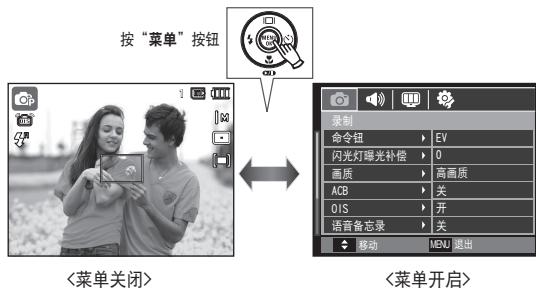 按“菜单”按钮
MENU
OK
1
1M
录制
命令钮 EV
闪光灯曝光补偿 0
画质 高画质
ACB 关
OIS 开
语音备忘录 关
移动 MENU 退出
<菜单关闭>
<菜单开启>